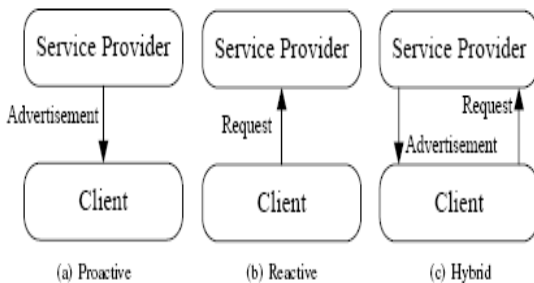 Service Provider
Advertisement
Client
(a) Proactive
Service Provider
Request
Client
(b) Reactive
Service Provider
Request
Advertisement
Client
(c) Hybrid